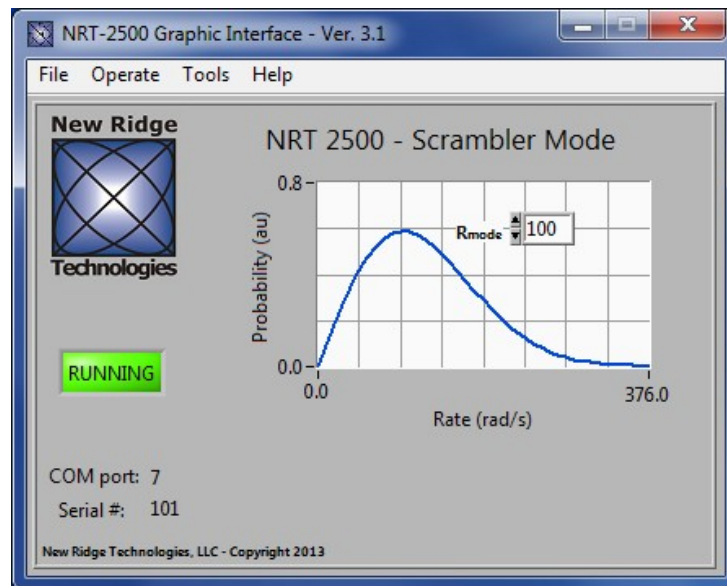 NRT-2500 Graphic Interface - Ver. 3.1
File Operate Tools Help
New Ridge
Technologies
NRT 2500 - Scrambler Mode
0.8
Probability (au)
Rmode 100
0.0
0.0 376.0
Rate (rad/s)
RUNNING
COM port: 7
Serial #: 101
New Ridge Technologies, LLC - Copyright 2013